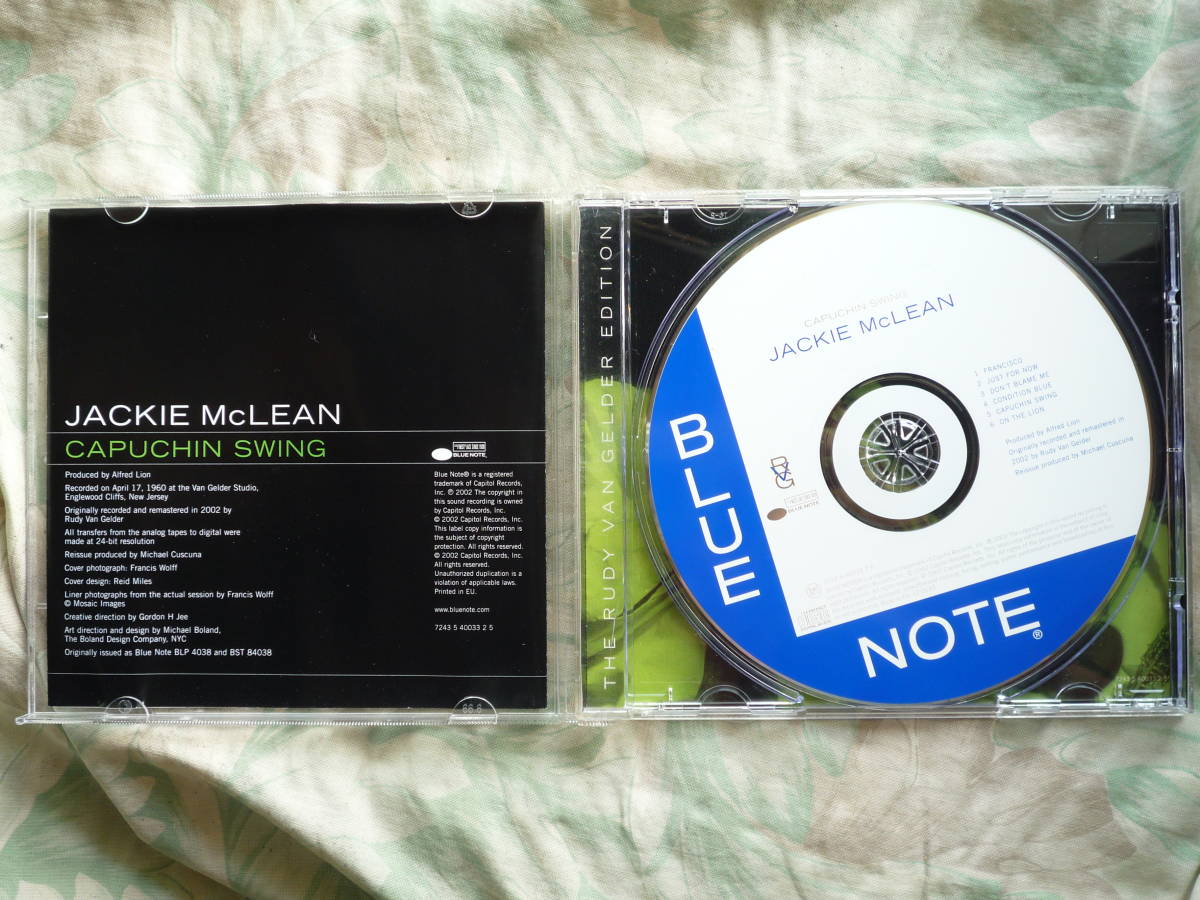 JACKIE McLEAN
CAPUCHIN SWING
Produced by Alfred Lion
Recorded on April 17, 1960 at the Van Gelder Studio,
Englewood Cliffs, New Jersey
Originally recorded and remastered in 2002 by
Rudy Van Gelder
All transfers from the analog tapes to digital were
made at 24-bit resolution
Reissue produced by Michael Cuscuna
Cover photograph: Francis Wolff
Cover design: Reid Miles
Liner photographs from the actual session by Francis Wolff
© Mosaic Images
Creative direction by Gordon H Jee
Art direction and design by Michael Boland,
The Boland Design Company, NYC
Originally issued as Blue Note BLP 4038 and BST 84038
BLUE NOTE
Blue Note® is a registered
trademark of Capitol Records,
Inc. ℗ 2002 The copyright in
this sound recording is owned
by Capitol Records, Inc.
© 2002 Capitol Records, Inc.
This label copy information is
the subject of copyright
protection. All rights reserved.
© 2002 Capitol Records, Inc.
All rights reserved.
Unauthorized duplication is a
violation of applicable laws.
Printed in EU.
www.bluenote.com
7243 5 40033 2 5
THE RUDY VAN GELDER EDITION
CAPUCHIN SWING
JACKIE McLEAN
1 FRANCISCO
2 JUST FOR NOW
3 DON'T BLAME ME
4 CONDITION BLUE
5 CAPUCHIN SWING
6 ON THE LION
Produced by Alfred Lion
Originally recorded and remastered in
2002 by Rudy Van Gelder
Reissue produced by Michael Cuscuna
RVG
BLUE NOTE
BLUE
NOTE®
7243 5 40033 2 5